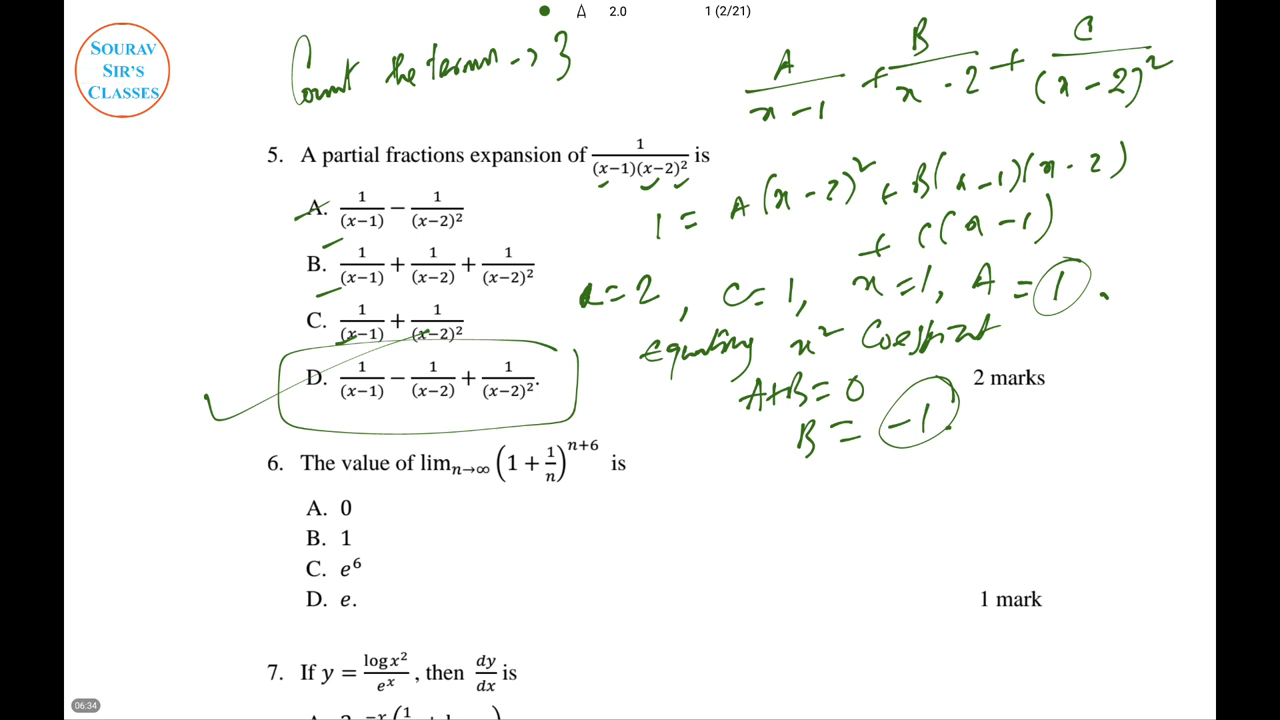 2.0 1 (2/21)
SOURAV
SIR'S
CLASSES
Count the terms → 3
A/(x-1) + B/(x-2) + C/(x-2)²
5. A partial fractions expansion of 1/((x−1)(x−2)²) is
A. 1/(x−1) − 1/(x−2)²
B. 1/(x−1) + 1/(x−2) + 1/(x−2)²
C. 1/(x−1) + 1/(x−2)²
D. 1/(x−1) − 1/(x−2) + 1/(x−2)².
2 marks
1 = A(x-2)² + B(x-1)(x-2)
+ C(x-1)
x=2, C=1, x=1, A = 1.
Equating x² Coefficient
A+B=0
B = -1
6. The value of lim n→∞ (1 + 1/n)^(n+6) is
A. 0
B. 1
C. e⁶
D. e.
1 mark
7. If y = log x²/eˣ, then dy/dx is
06:34